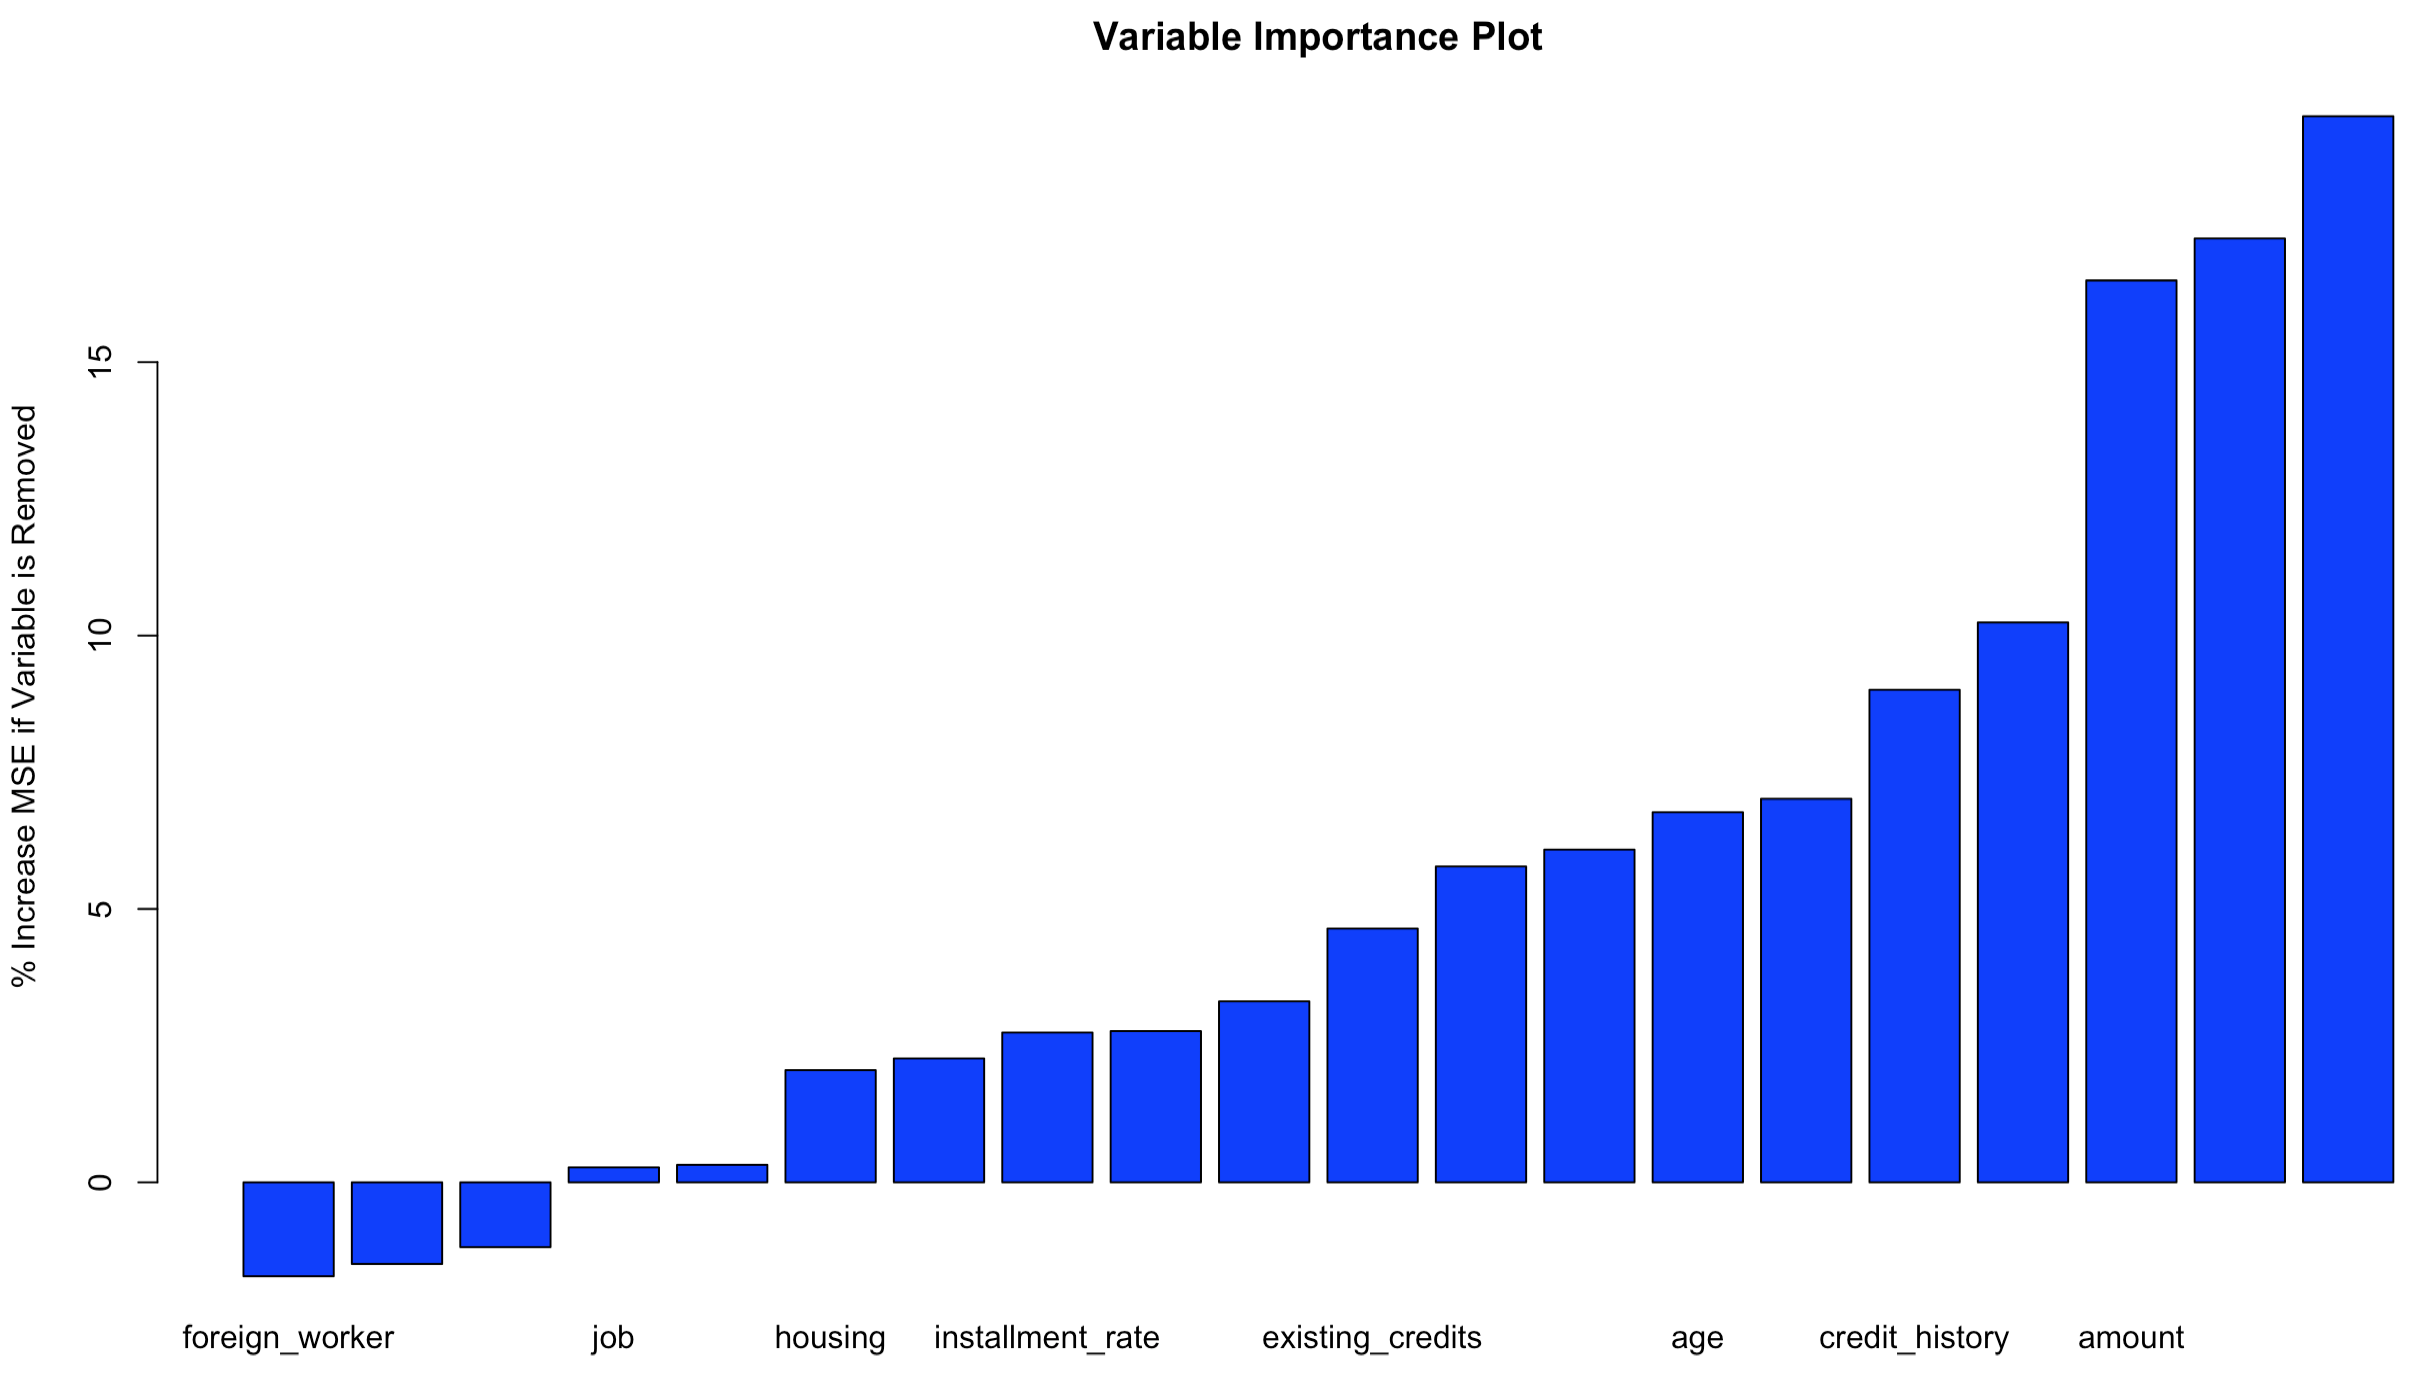 Variable Importance Plot
% Increase MSE if Variable is Removed
15
10
5
0
foreign_worker job housing installment_rate existing_credits age credit_history amount